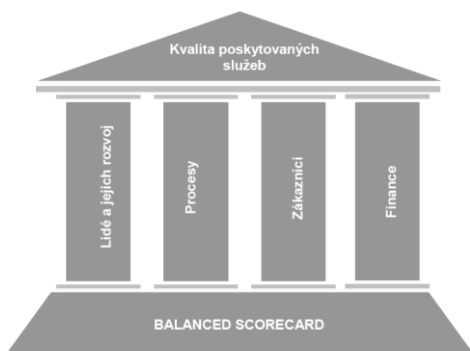 Kvalita poskytovaných
služeb
Lidé a jejich rozvoj
Procesy
Zákazníci
Finance
BALANCED SCORECARD